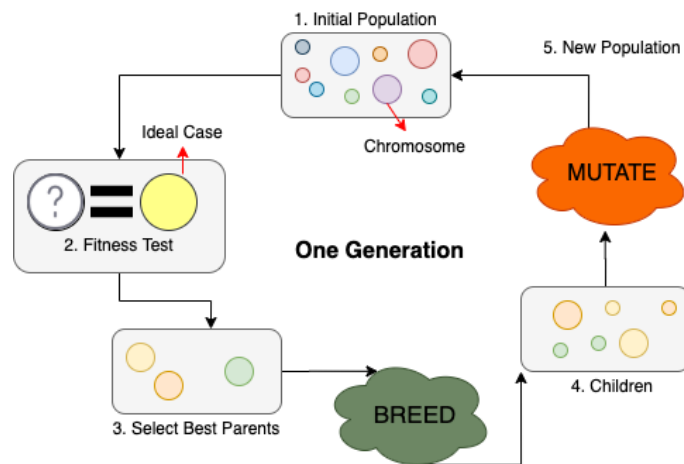 1. Initial Population
5. New Population
Ideal Case
Chromosome
MUTATE
?
2. Fitness Test
One Generation
3. Select Best Parents
BREED
4. Children